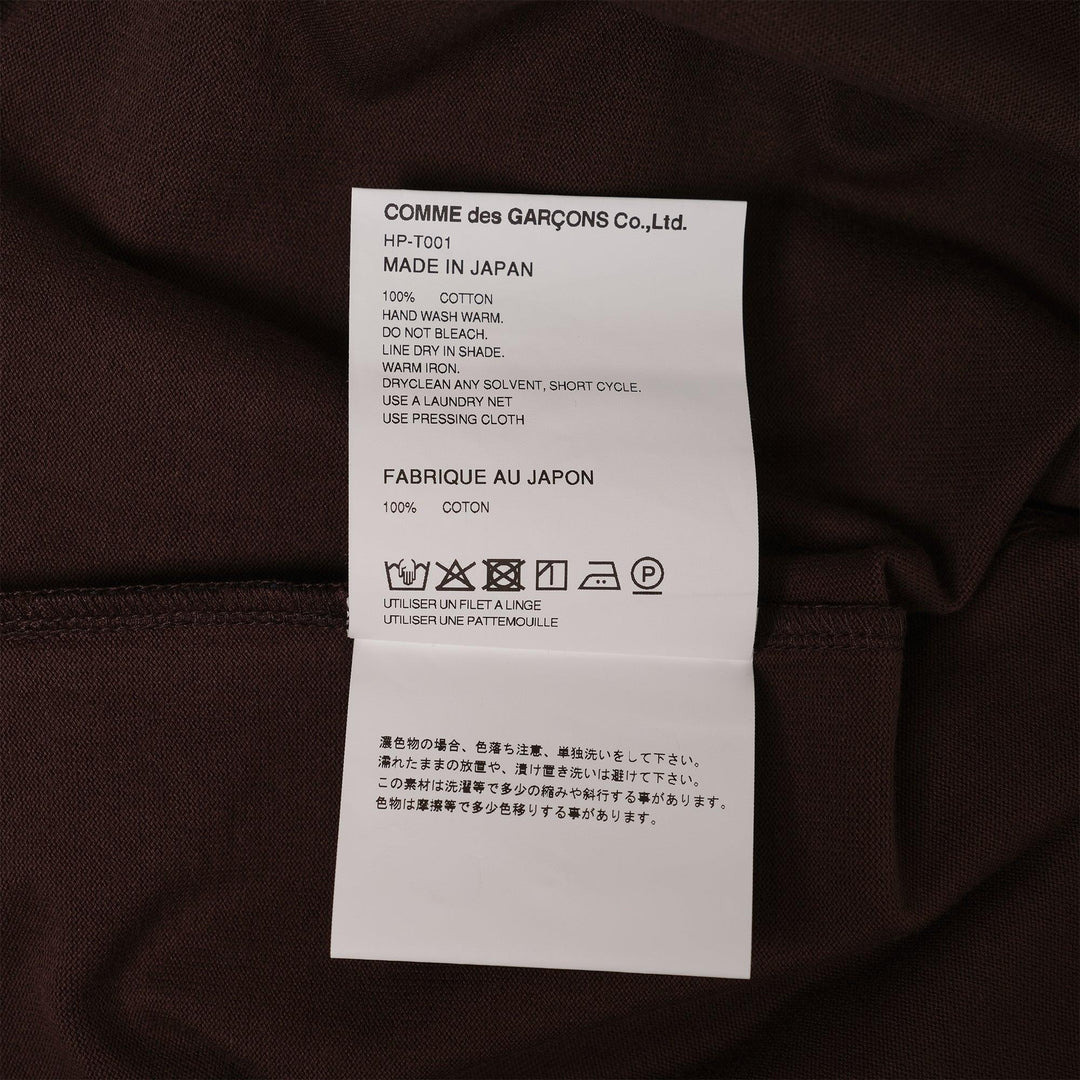 COMME des GARÇONS Co.,Ltd.
HP-T001
MADE IN JAPAN
100% COTTON
HAND WASH WARM.
DO NOT BLEACH.
LINE DRY IN SHADE.
WARM IRON.
DRYCLEAN ANY SOLVENT, SHORT CYCLE.
USE A LAUNDRY NET
USE PRESSING CLOTH
FABRIQUE AU JAPON
100% COTON
P
UTILISER UN FILET A LINGE
UTILISER UNE PATTEMOUILLE
濃色物の場合、色落ち注意、単独洗いをして下さい。
濡れたままの放置や、漬け置き洗いは避けて下さい。
この素材は洗濯等で多少の縮みや斜行する事があります。
色物は摩擦等で多少色移りする事があります。